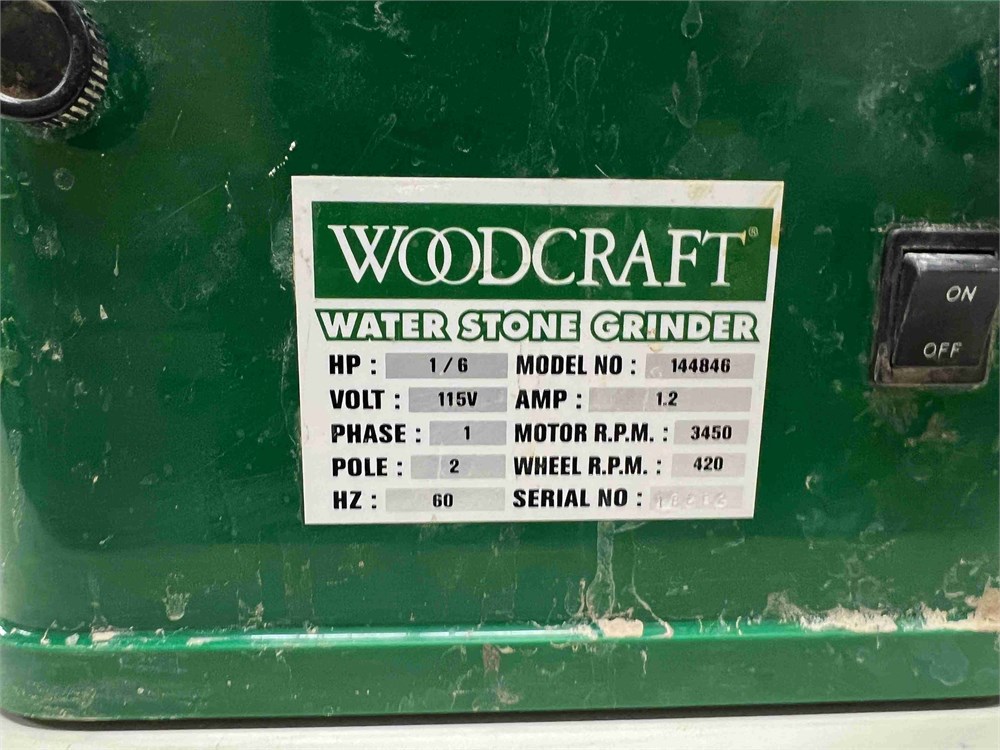 WOODCRAFT®
WATER STONE GRINDER
HP : 1/6 MODEL NO : 144846
VOLT : 115V AMP : 1.2
PHASE : 1 MOTOR R.P.M. : 3450
POLE : 2 WHEEL R.P.M. : 420
HZ : 60 SERIAL NO :
ON
OFF